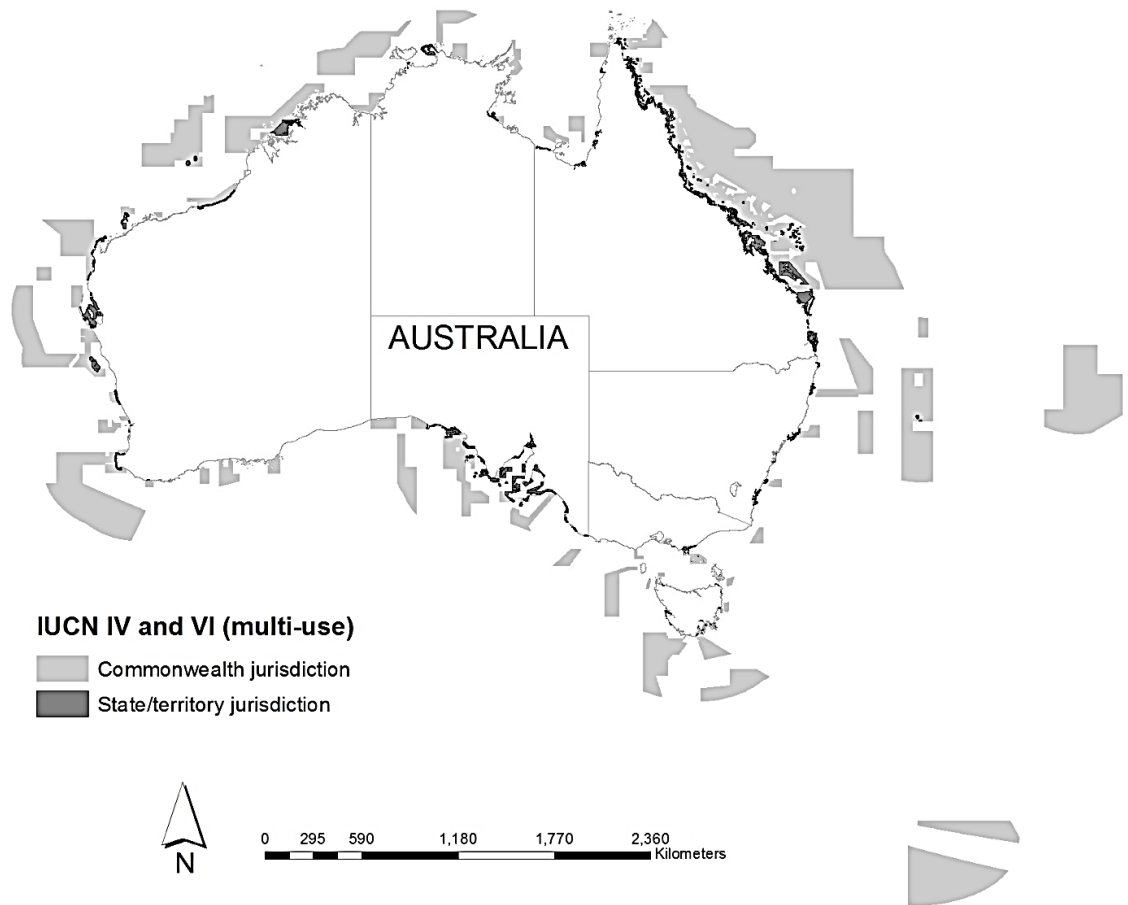 AUSTRALIA
IUCN IV and VI (multi-use)
Commonwealth jurisdiction
State/territory jurisdiction
N
0 295 590 1,180 1,770 2,360
Kilometers